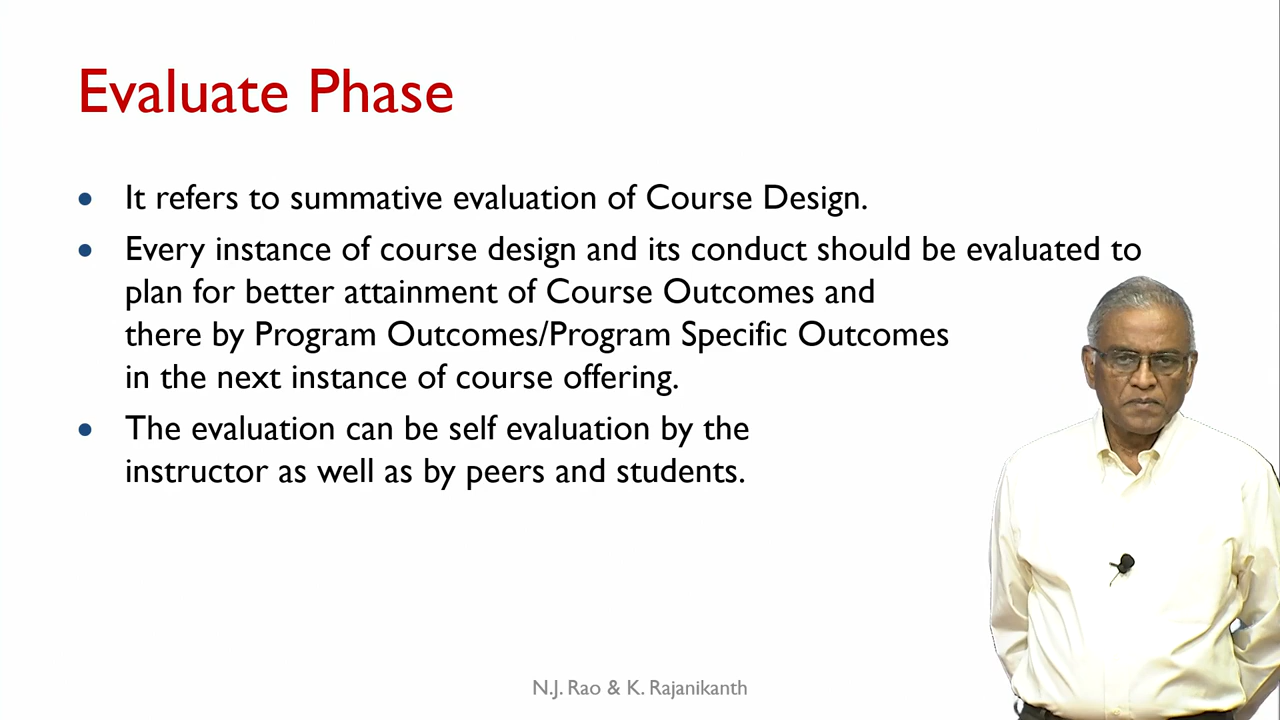 Evaluate Phase
• It refers to summative evaluation of Course Design.
• Every instance of course design and its conduct should be evaluated to
plan for better attainment of Course Outcomes and
there by Program Outcomes/Program Specific Outcomes
in the next instance of course offering.
• The evaluation can be self evaluation by the
instructor as well as by peers and students.
N.J. Rao & K. Rajanikanth